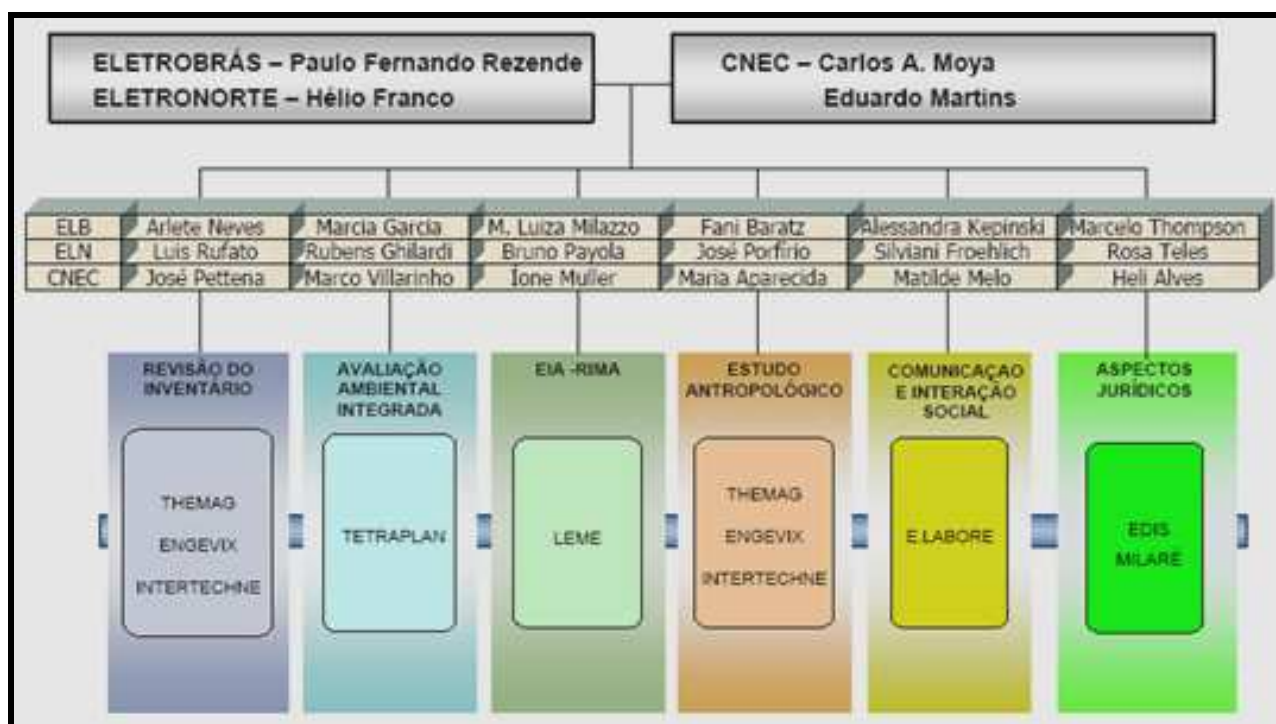 ELETROBRÁS – Paulo Fernando Rezende
ELETRONORTE – Hélio Franco
CNEC – Carlos A. Moya
Eduardo Martins
ELB Arlete Neves Marcia Garcia M. Luiza Milazzo Fani Baratz Alessandra Kepinski Marcelo Thompson
ELN Luis Rufato Rubens Ghilardi Bruno Payola José Porfirio Silviani Froehlich Rosa Teles
CNEC José Pettena Marco Villarinho Ione Muller Maria Aparecida Matilde Melo Heli Alves
REVISÃO DO
INVENTÁRIO
THEMAG
ENGEVIX
INTERTECHNE
AVALIAÇÃO
AMBIENTAL
INTEGRADA
TETRAPLAN
EIA -RIMA
LEME
ESTUDO
ANTROPOLÓGICO
THEMAG
ENGEVIX
INTERTECHNE
COMUNICAÇAO
E INTERAÇÃO
SOCIAL
E.LABORE
ASPECTOS
JURÍDICOS
EDIS
MILARÉ